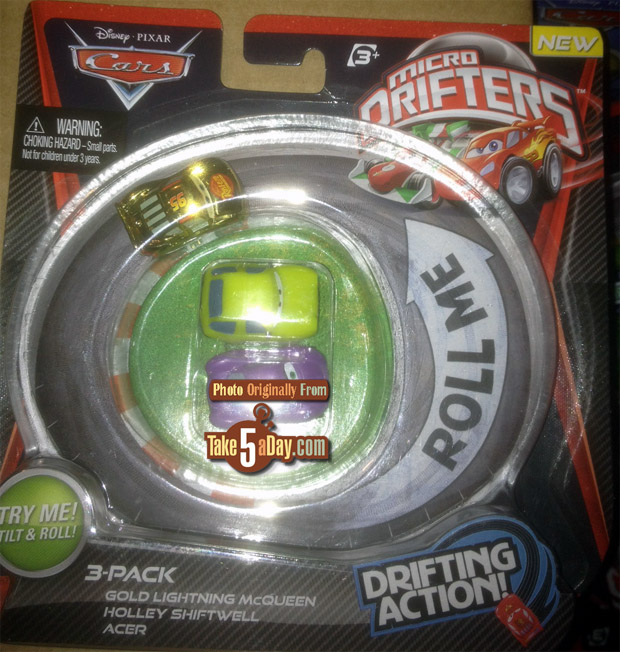 Disney · PIXAR
Cars
3+
NEW
MICRO
DRIFTERS™
WARNING:
CHOKING HAZARD – Small parts.
Not for children under 3 years.
95
ROLL ME
Photo Originally From
Take5aDay.com
TRY ME!
TILT & ROLL!
3-PACK
GOLD LIGHTNING McQUEEN
HOLLEY SHIFTWELL
ACER
DRIFTING
ACTION!